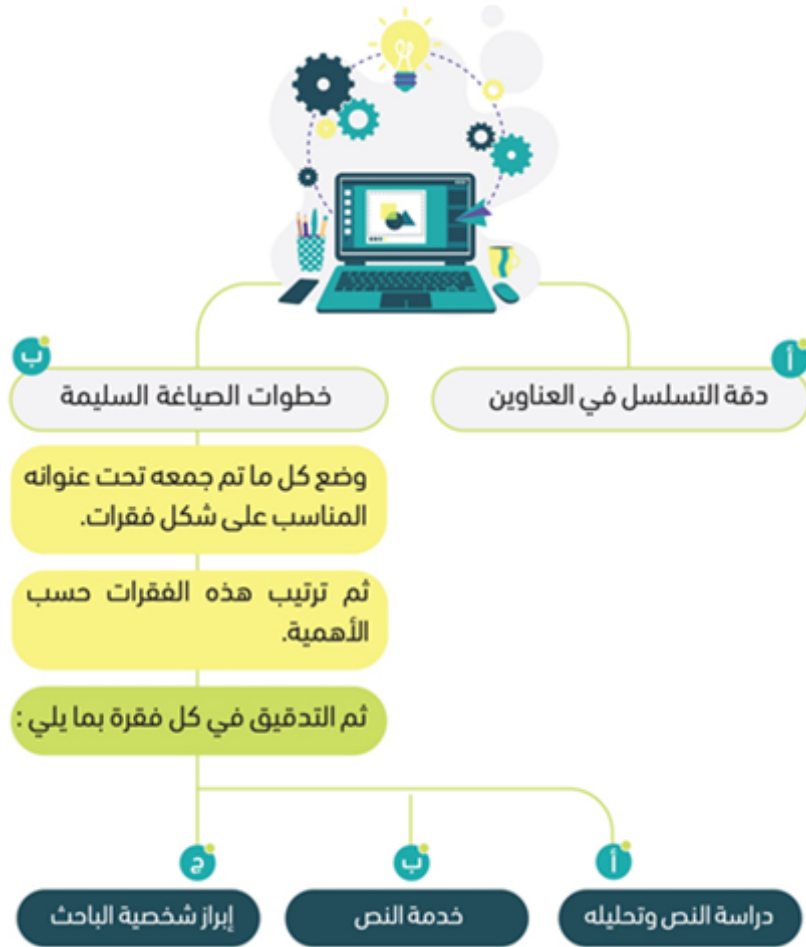 أ
دقة التسلسل في العناوين
ب
خطوات الصياغة السليمة
وضع كل ما تم جمعه تحت عنوانه
المناسب على شكل فقرات.
ثم ترتيب هذه الفقرات حسب
الأهمية.
ثم التدقيق في كل فقرة بما يلي :
أ
دراسة النص وتحليله
ب
خدمة النص
ج
إبراز شخصية الباحث